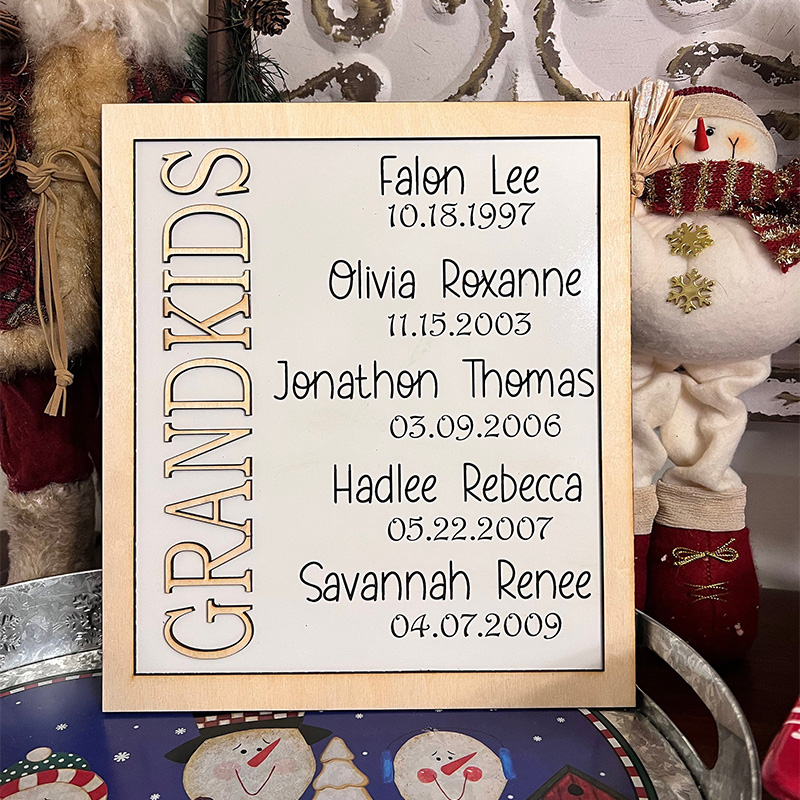 GRANDKIDS
Falon Lee
10.18.1997
Olivia Roxanne
11.15.2003
Jonathon Thomas
03.09.2006
Hadlee Rebecca
05.22.2007
Savannah Renee
04.07.2009